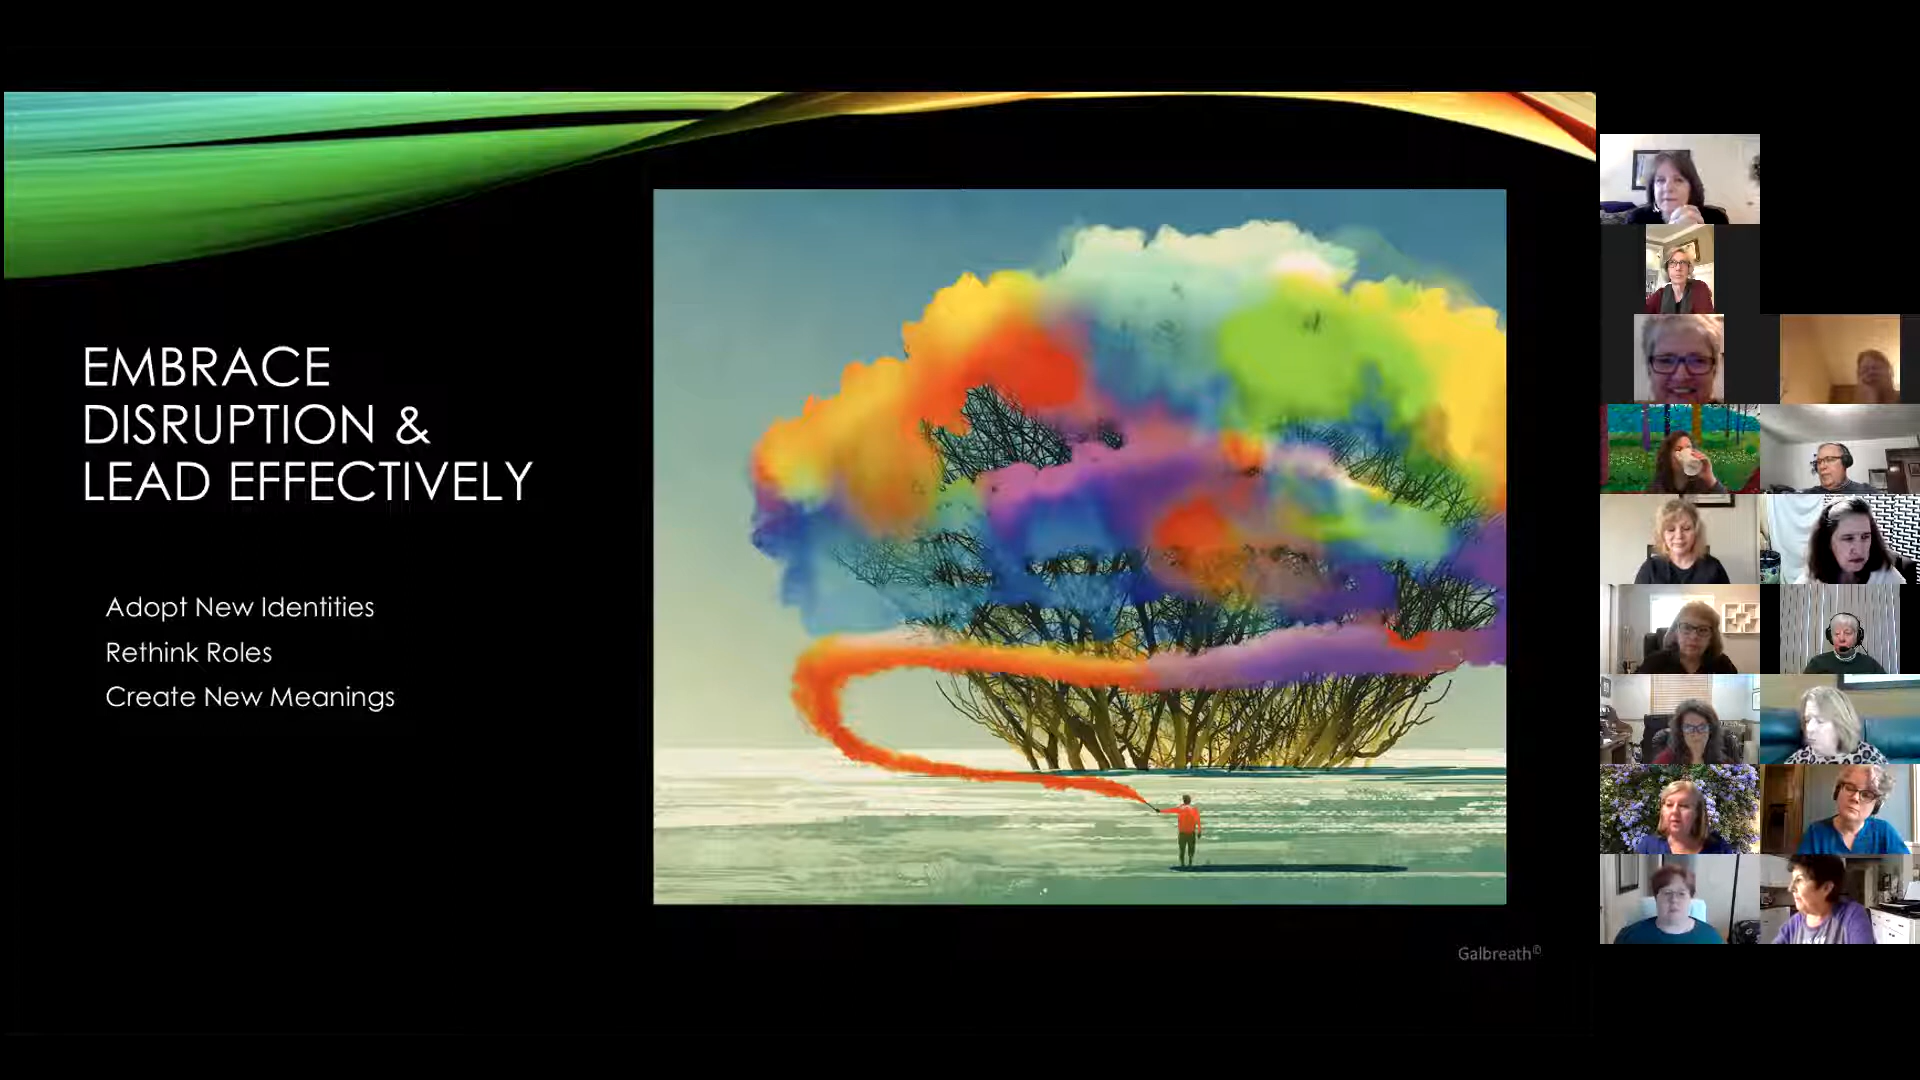 EMBRACE
DISRUPTION &
LEAD EFFECTIVELY
Adopt New Identities
Rethink Roles
Create New Meanings
Galbreath©